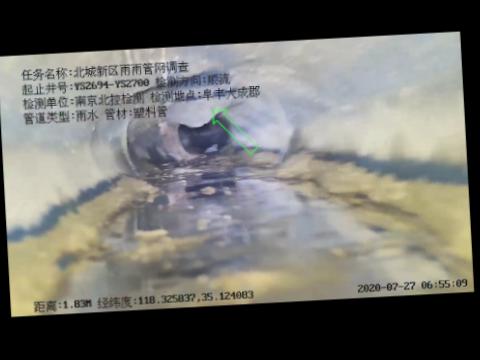 任务名称:北城新区雨雨管网调查
起止井号:YS2694-YS2700 检测方向:顺流
检测单位:南京北控检测 检测地点:阜丰大成郡
管道类型:雨水 管材:塑料管
距离:1.83M 经纬度:118.325837,35.124083
2020-07-27 06:55:09